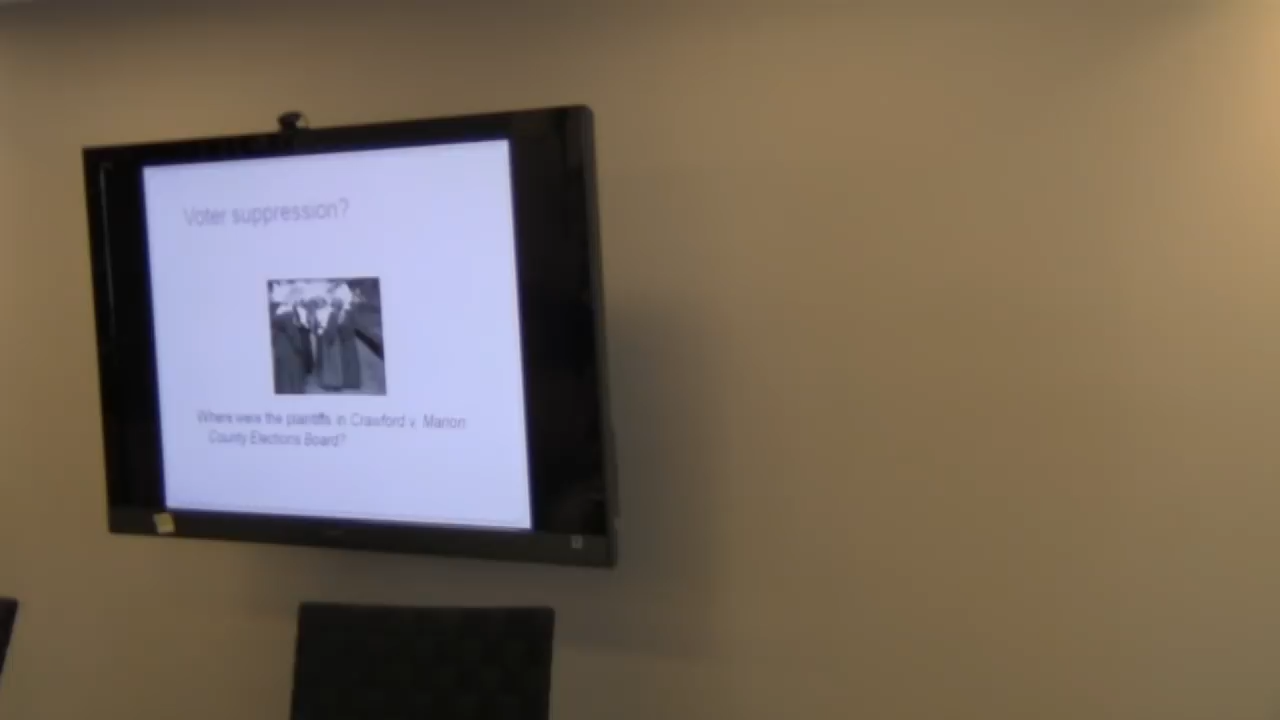 Voter suppression?
Where were the plaintiffs in Crawford v. Marion
County Elections Board?